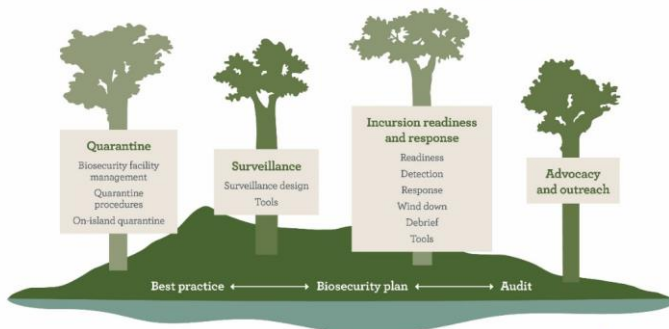 Quarantine
Biosecurity facility
management
Quarantine
procedures
On-island quarantine
Surveillance
Surveillance design
Tools
Incursion readiness
and response
Readiness
Detection
Response
Wind down
Debrief
Tools
Advocacy
and outreach
Best practice Biosecurity plan Audit